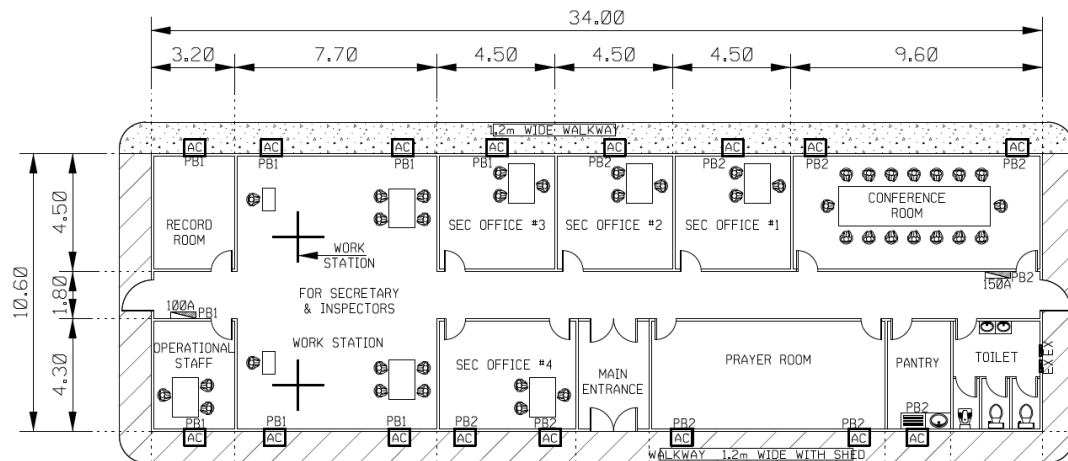 34.00
3.20 7.70 4.50 4.50 4.50 9.60
1.2m WIDE WALKWAY
AC AC AC AC AC AC AC AC
PB1 PB1 PB1 PB1 PB2 PB2 PB2 PB2
10.60
4.50
1.80
4.30
RECORD
ROOM
WORK
STATION
SEC OFFICE #3
SEC OFFICE #2
SEC OFFICE #1
CONFERENCE
ROOM
100A
PB1
FOR SECRETARY
& INSPECTORS
150A
PB2
OPERATIONAL
STAFF
WORK STATION
SEC OFFICE #4
MAIN
ENTRANCE
PRAYER ROOM
PANTRY
TOILET
EX EX
PB1 PB1 PB1 PB2 PB2 PB2 PB2 PB2
AC AC AC AC AC AC AC AC
WALKWAY 1.2m WIDE WITH SHED